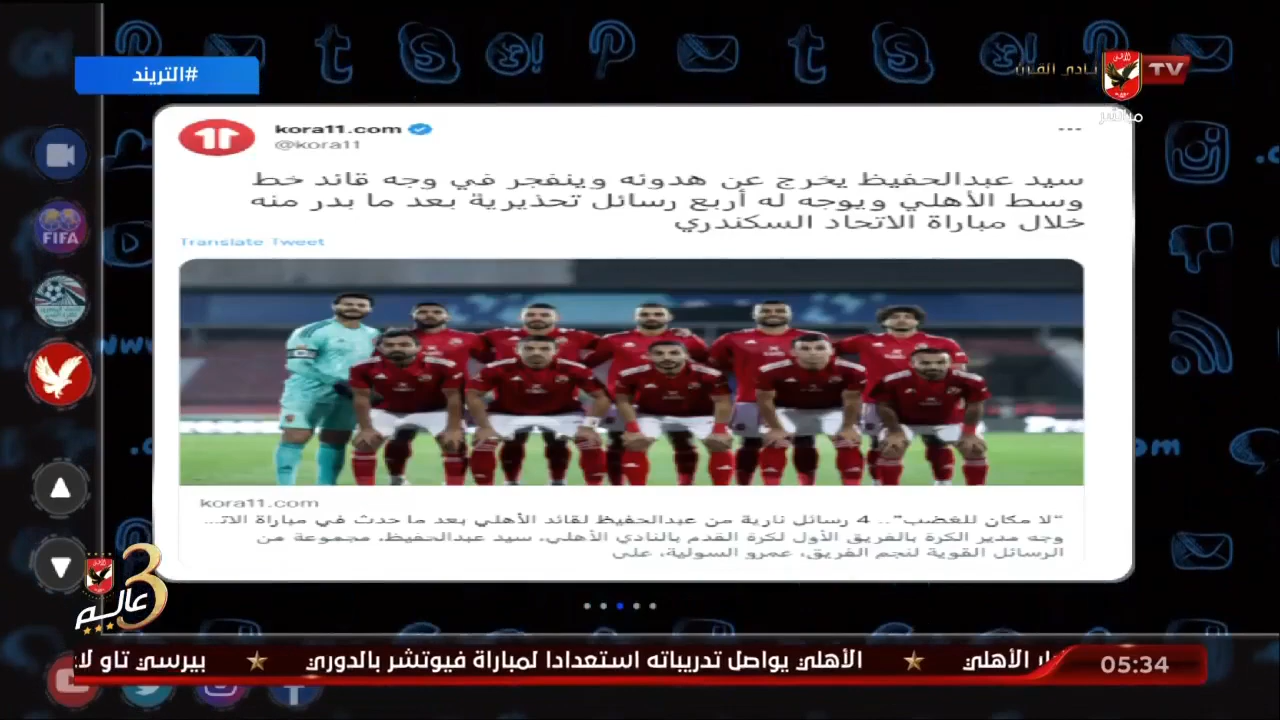 #التريند
نادي القرن
TV
مباشر
kora11.com
@kora11
...
سيد عبدالحفيظ يخرج عن هدوئه وينفجر في وجه قائد خط
وسط الأهلي ويوجه له أربع رسائل تحذيرية بعد ما بدر منه
خلال مباراة الاتحاد السكندري
Translate Tweet
FIFA
kora11.com
“لا مكان للغضب”.. 4 رسائل نارية من عبدالحفيظ لقائد الأهلي بعد ما حدث في مباراة الات...
وجه مدير الكرة بالفريق الأول لكرة القدم بالنادي الأهلي، سيد عبدالحفيظ، مجموعة من
الرسائل القوية لنجم الفريق، عمرو السولية، على
3 عالم
الأهلي ★ الأهلي يواصل تدريباته استعدادا لمباراة فيوتشر بالدوري ★ بيرسي تاو
05:34